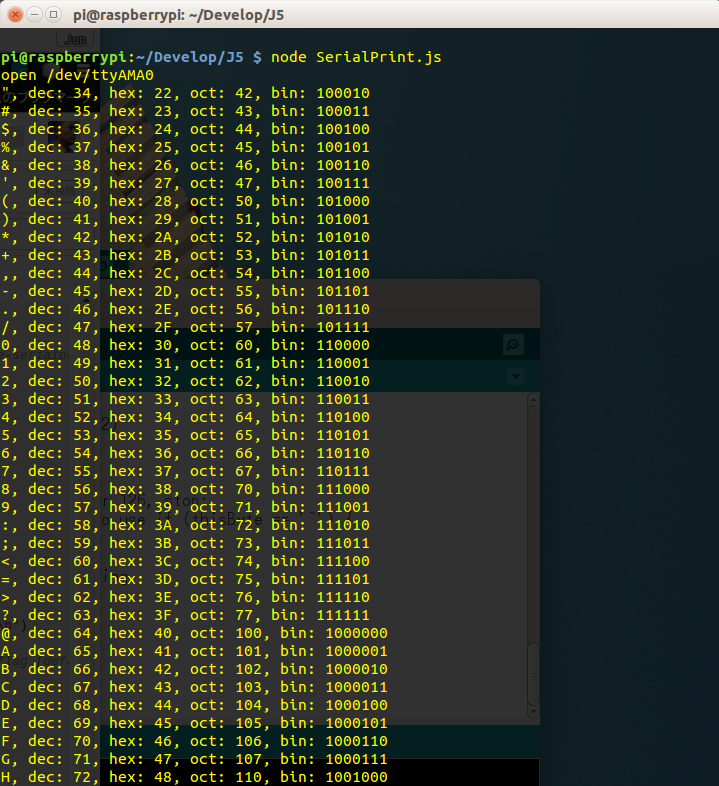 pi@raspberrypi: ~/Develop/J5
pi@raspberrypi:~/Develop/J5 $ node SerialPrint.js
open /dev/ttyAMA0
", dec: 34, hex: 22, oct: 42, bin: 100010
#, dec: 35, hex: 23, oct: 43, bin: 100011
$, dec: 36, hex: 24, oct: 44, bin: 100100
%, dec: 37, hex: 25, oct: 45, bin: 100101
&, dec: 38, hex: 26, oct: 46, bin: 100110
', dec: 39, hex: 27, oct: 47, bin: 100111
(, dec: 40, hex: 28, oct: 50, bin: 101000
), dec: 41, hex: 29, oct: 51, bin: 101001
*, dec: 42, hex: 2A, oct: 52, bin: 101010
+, dec: 43, hex: 2B, oct: 53, bin: 101011
,, dec: 44, hex: 2C, oct: 54, bin: 101100
-, dec: 45, hex: 2D, oct: 55, bin: 101101
., dec: 46, hex: 2E, oct: 56, bin: 101110
/, dec: 47, hex: 2F, oct: 57, bin: 101111
0, dec: 48, hex: 30, oct: 60, bin: 110000
1, dec: 49, hex: 31, oct: 61, bin: 110001
2, dec: 50, hex: 32, oct: 62, bin: 110010
3, dec: 51, hex: 33, oct: 63, bin: 110011
4, dec: 52, hex: 34, oct: 64, bin: 110100
5, dec: 53, hex: 35, oct: 65, bin: 110101
6, dec: 54, hex: 36, oct: 66, bin: 110110
7, dec: 55, hex: 37, oct: 67, bin: 110111
8, dec: 56, hex: 38, oct: 70, bin: 111000
9, dec: 57, hex: 39, oct: 71, bin: 111001
:, dec: 58, hex: 3A, oct: 72, bin: 111010
;, dec: 59, hex: 3B, oct: 73, bin: 111011
<, dec: 60, hex: 3C, oct: 74, bin: 111100
=, dec: 61, hex: 3D, oct: 75, bin: 111101
>, dec: 62, hex: 3E, oct: 76, bin: 111110
?, dec: 63, hex: 3F, oct: 77, bin: 111111
@, dec: 64, hex: 40, oct: 100, bin: 1000000
A, dec: 65, hex: 41, oct: 101, bin: 1000001
B, dec: 66, hex: 42, oct: 102, bin: 1000010
C, dec: 67, hex: 43, oct: 103, bin: 1000011
D, dec: 68, hex: 44, oct: 104, bin: 1000100
E, dec: 69, hex: 45, oct: 105, bin: 1000101
F, dec: 70, hex: 46, oct: 106, bin: 1000110
G, dec: 71, hex: 47, oct: 107, bin: 1000111
H, dec: 72, hex: 48, oct: 110, bin: 1001000
Jun